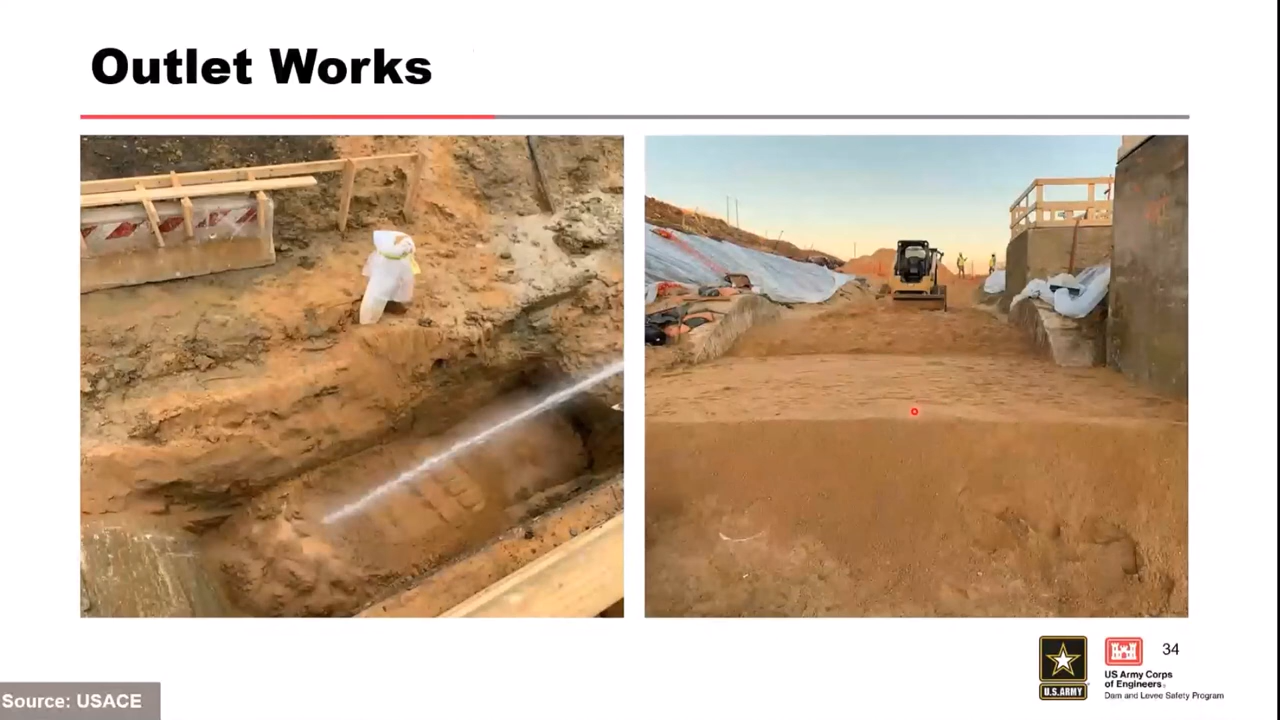 Outlet Works
U.S.ARMY
US Army Corps
of Engineers®
Dam and Levee Safety Program
34
Source: USACE